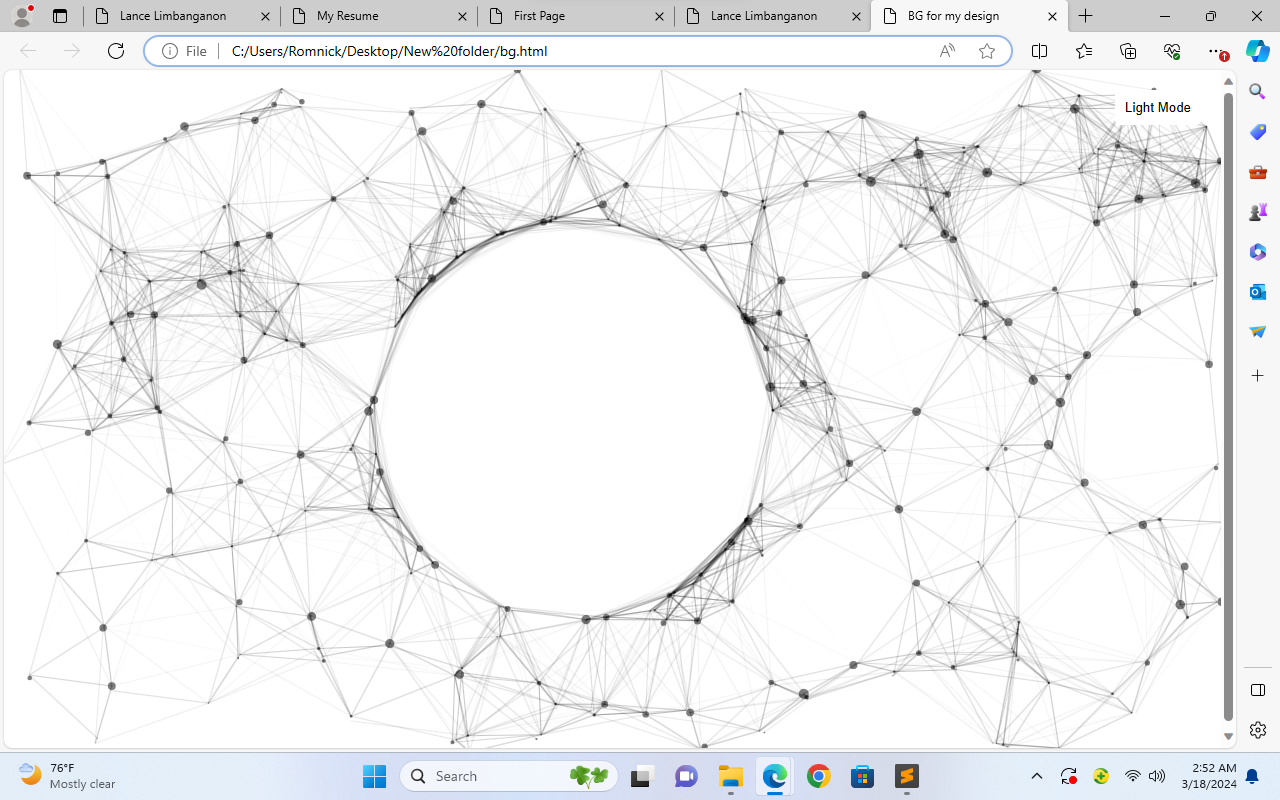 Lance Limbanganon
My Resume
First Page
Lance Limbanganon
BG for my design
File
C:/Users/Romnick/Desktop/New%20folder/bg.html
Light Mode
76°F
Mostly clear
Search
2:52 AM
3/18/2024